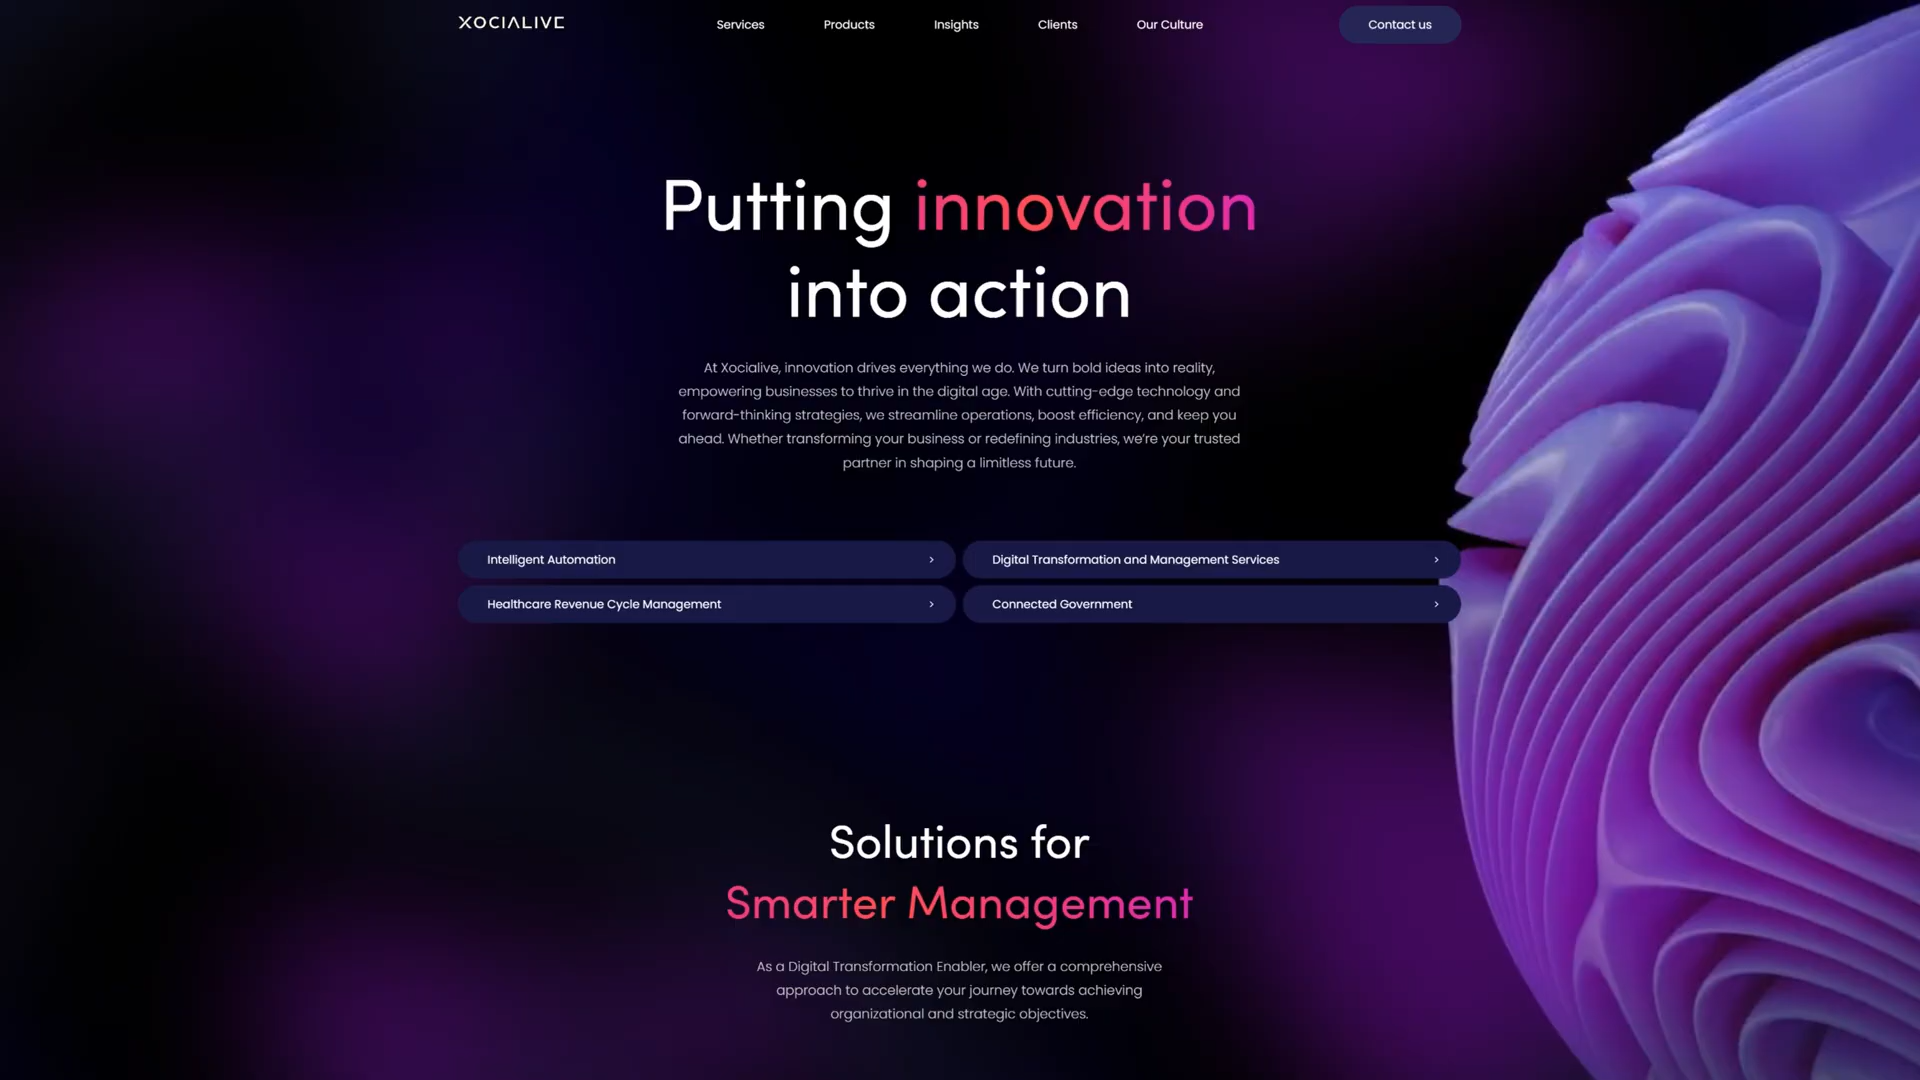 XOCIALIVE
Services
Products
Insights
Clients
Our Culture
Contact us
Putting innovation
into action
At Xocialive, innovation drives everything we do. We turn bold ideas into reality,
empowering businesses to thrive in the digital age. With cutting-edge technology and
forward-thinking strategies, we streamline operations, boost efficiency, and keep you
ahead. Whether transforming your business or redefining industries, we’re your trusted
partner in shaping a limitless future.
Intelligent Automation
Digital Transformation and Management Services
Healthcare Revenue Cycle Management
Connected Government
Solutions for
Smarter Management
As a Digital Transformation Enabler, we offer a comprehensive
approach to accelerate your journey towards achieving
organizational and strategic objectives.